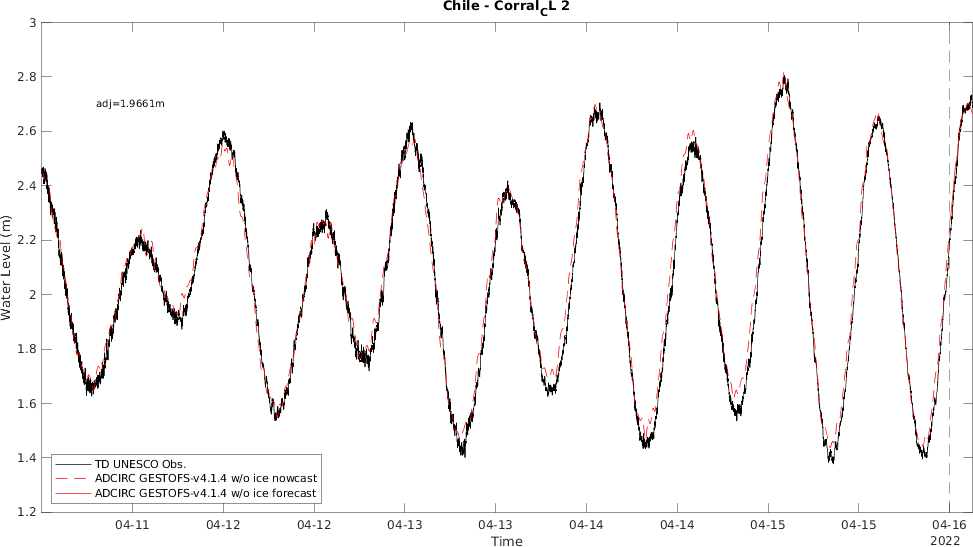 Chile - Corral_CL 2
3
2.8
adj=1.9661m
2.6
2.4
2.2
Water Level (m)
2
1.8
1.6
1.4
1.2
TD UNESCO Obs.
ADCIRC GESTOFS-v4.1.4 w/o ice nowcast
ADCIRC GESTOFS-v4.1.4 w/o ice forecast
04-11 04-12 04-12 04-13 04-13 04-14 04-14 04-15 04-15 04-16
Time
2022